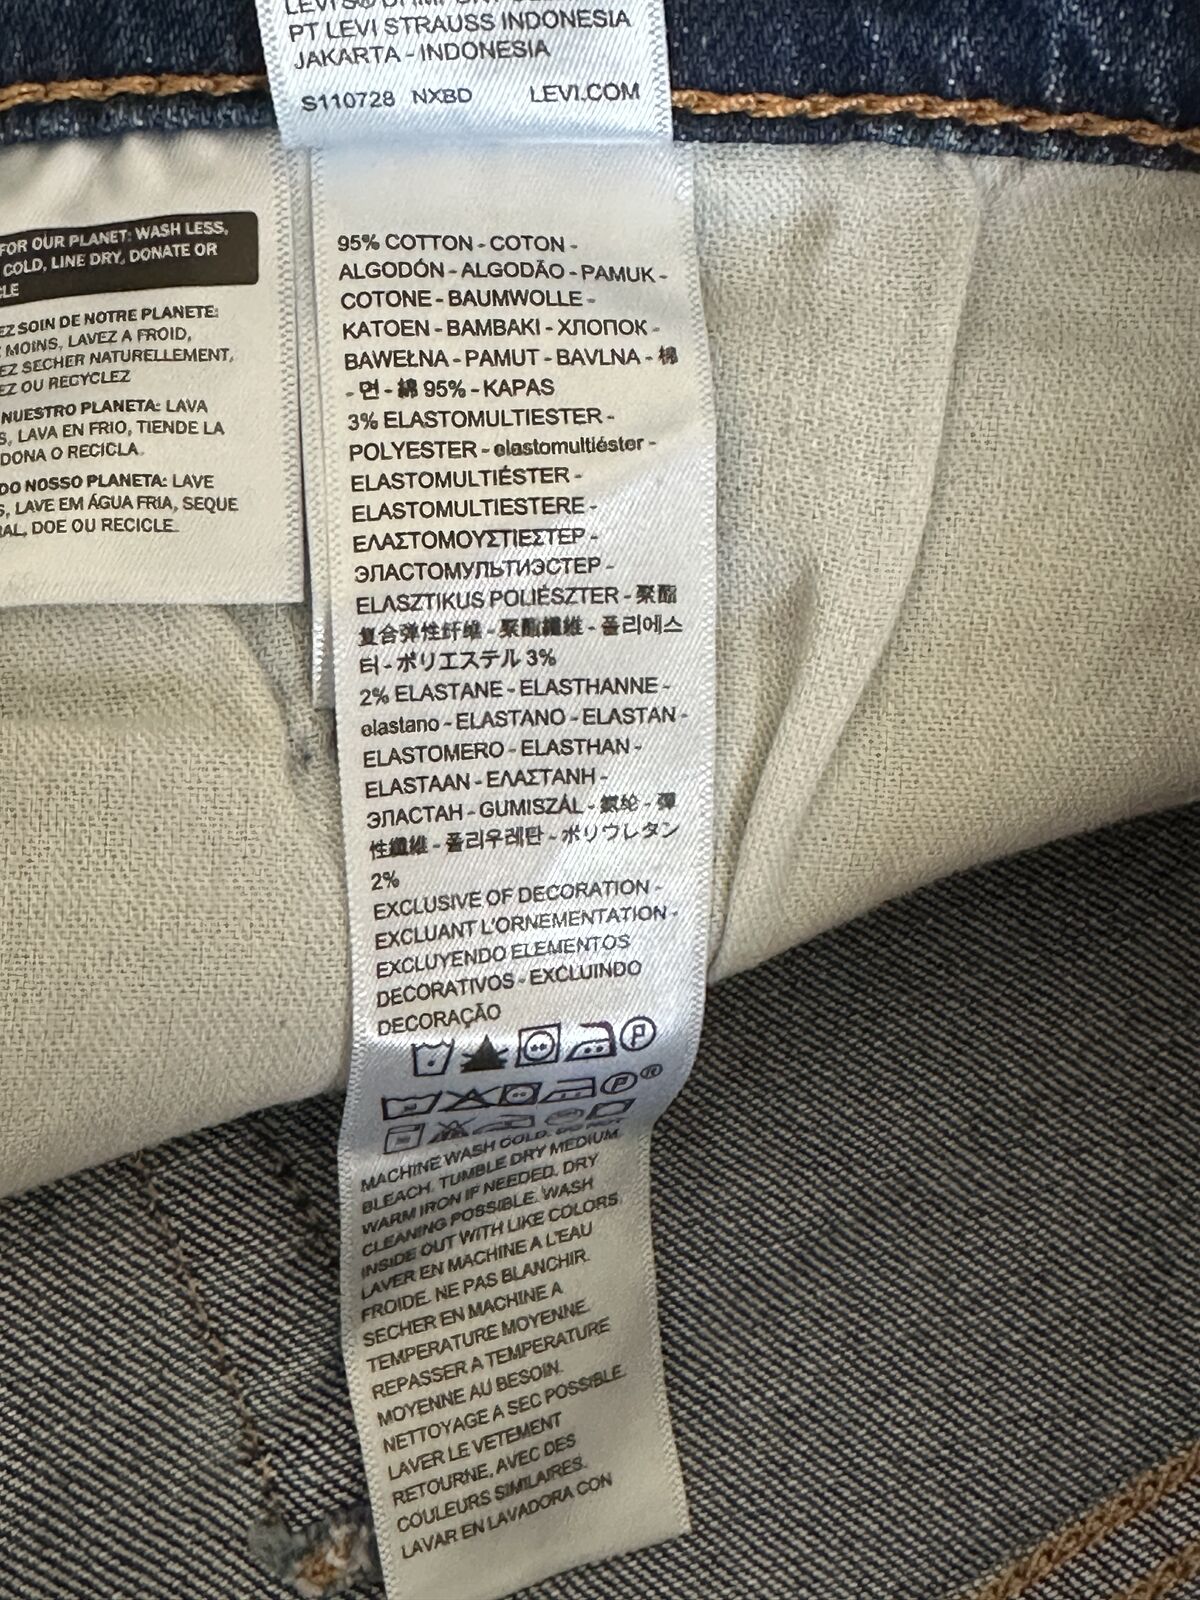 PT LEVI STRAUSS INDONESIA
JAKARTA - INDONESIA
S110728 NXBD LEVI.COM
FOR OUR PLANET: WASH LESS,
COLD, LINE DRY, DONATE OR
SOIN DE NOTRE PLANETE:
MOINS, LAVEZ A FROID,
SECHER NATURELLEMENT,
OU RECYCLEZ
NUESTRO PLANETA: LAVA
LAVA EN FRIO, TIENDE LA
DONA O RECICLA.
NOSSO PLANETA: LAVE
LAVE EM ÁGUA FRIA, SEQUE
DOE OU RECICLE.
95% COTTON - COTON -
ALGODÓN - ALGODÃO - PAMUK -
COTONE - BAUMWOLLE -
KATOEN - BAMBAKI - ХЛОПОК -
BAWEŁNA - PAMUT - BAVLNA - 棉
- 면 - 綿 95% - KAPAS
3% ELASTOMULTIESTER -
POLYESTER - elastomultiéster -
ELASTOMULTIÉSTER -
ELASTOMULTIESTERE -
ΕΛΑΣΤΟΜΟΥΣΤΙΕΣΤΕΡ -
ЭЛАСТОМУЛЬТИЭСТЕР -
ELASZTIKUS POLIÉSZTER - 聚酯
复合弹性纤维 - 聚酯纖維 - 폴리에스
터 - ポリエステル 3%
2% ELASTANE - ELASTHANNE -
elastano - ELASTANO - ELASTAN -
ELASTOMERO - ELASTHAN -
ELASTAAN - ΕΛΑΣΤΑΝΗ -
ЭЛАСТАН - GUMISZÁL - 氨纶 - 彈
性纖維 - 폴리우레탄 - ポリウレタン
2%
EXCLUSIVE OF DECORATION -
EXCLUANT L'ORNEMENTATION -
EXCLUYENDO ELEMENTOS
DECORATIVOS - EXCLUINDO
DECORAÇÃO
MACHINE WASH COLD. DO NOT
BLEACH. TUMBLE DRY MEDIUM.
WARM IRON IF NEEDED. DRY
CLEANING POSSIBLE. WASH
INSIDE OUT WITH LIKE COLORS.
LAVER EN MACHINE A L'EAU
FROIDE. NE PAS BLANCHIR.
SECHER EN MACHINE A
TEMPERATURE MOYENNE.
REPASSER A TEMPERATURE
MOYENNE AU BESOIN.
NETTOYAGE A SEC POSSIBLE.
LAVER LE VETEMENT
RETOURNE, AVEC DES
COULEURS SIMILAIRES.
LAVAR EN LAVADORA CON